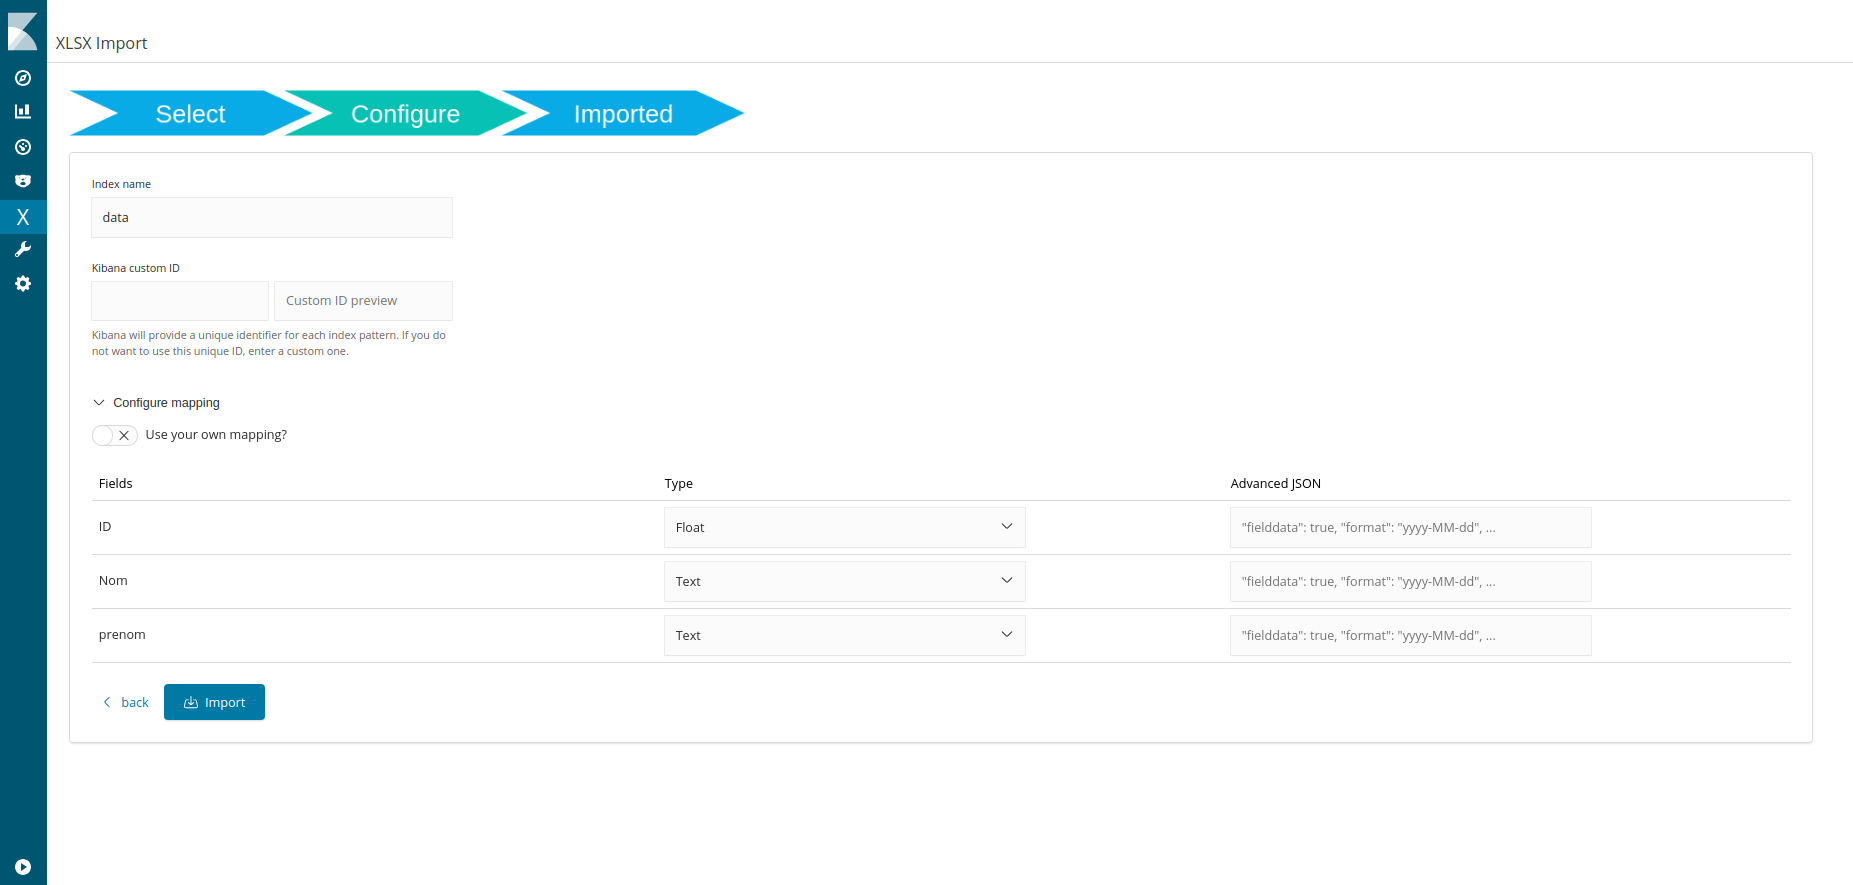 XLSX Import
Select
Configure
Imported
Index name
data
Kibana custom ID
Custom ID preview
Kibana will provide a unique identifier for each index pattern. If you do
not want to use this unique ID, enter a custom one.
Configure mapping
Use your own mapping?
Fields
Type
Advanced JSON
ID
Float
"fielddata": true, "format": "yyyy-MM-dd", ...
Nom
Text
"fielddata": true, "format": "yyyy-MM-dd", ...
prenom
Text
"fielddata": true, "format": "yyyy-MM-dd", ...
back
Import
X